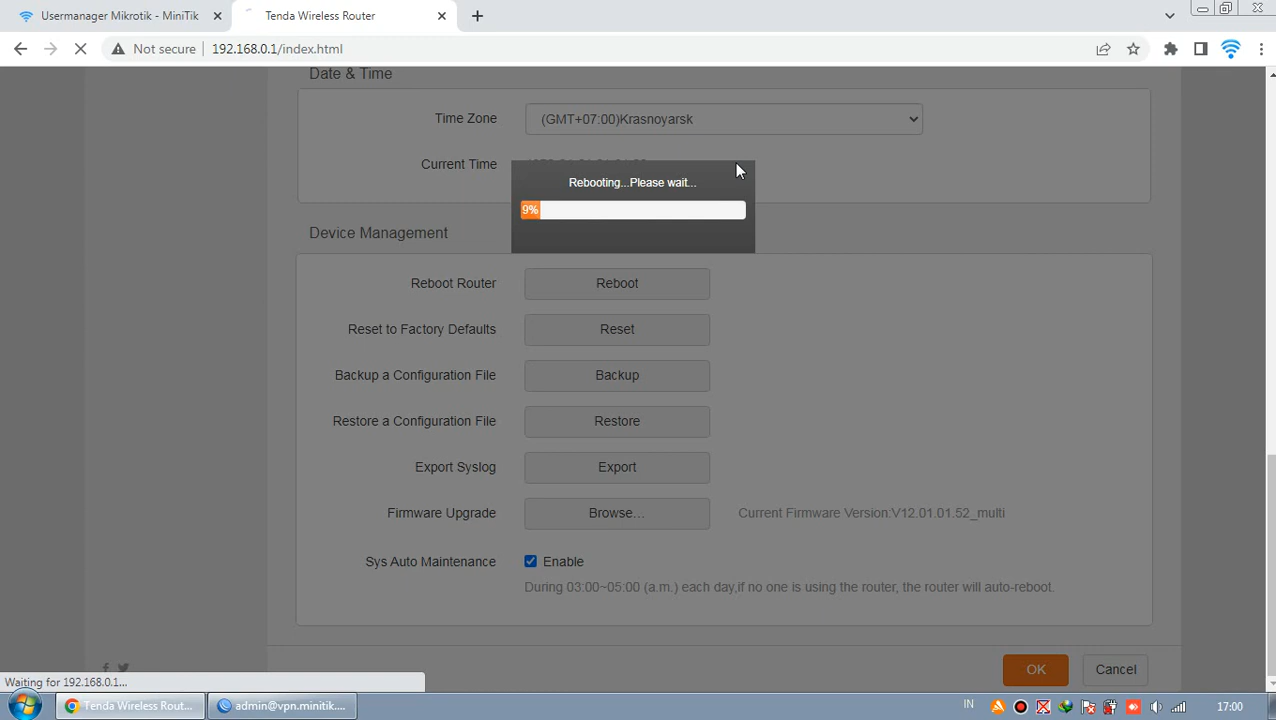 Usermanager Mikrotik - MiniTik
Tenda Wireless Router
Not secure
192.168.0.1/index.html
Date & Time
Time Zone
(GMT+07:00)Krasnoyarsk
Current Time
Rebooting...Please wait...
9%
Device Management
Reboot Router
Reboot
Reset to Factory Defaults
Reset
Backup a Configuration File
Backup
Restore a Configuration File
Restore
Export Syslog
Export
Firmware Upgrade
Browse...
Current Firmware Version:V12.01.01.52_multi
Sys Auto Maintenance
Enable
During 03:00~05:00 (a.m.) each day,if no one is using the router, the router will auto-reboot.
OK
Cancel
Waiting for 192.168.0.1...
Tenda Wireless Rout...
admin@vpn.minitik....
IN
17:00